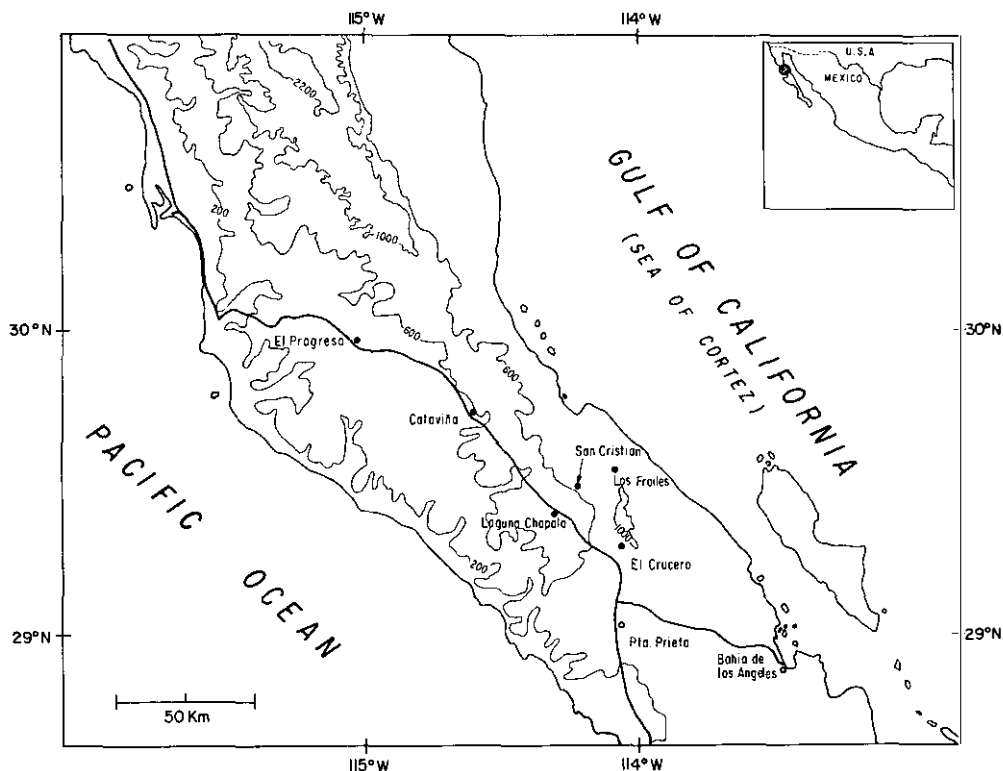 115°W
114°W
U.S.A
MEXICO
2200
200
1000
GULF OF CALIFORNIA
(SEA OF CORTEZ)
30°N
30°N
El Progresa
600
600
Cataviña
San Cristian
Los Frailes
PACIFIC OCEAN
Laguna Chapala
1000
El Crucero
200
29°N
29°N
Pta. Prieta
Bahia de
los Angeles
50 Km
115°W
114°W